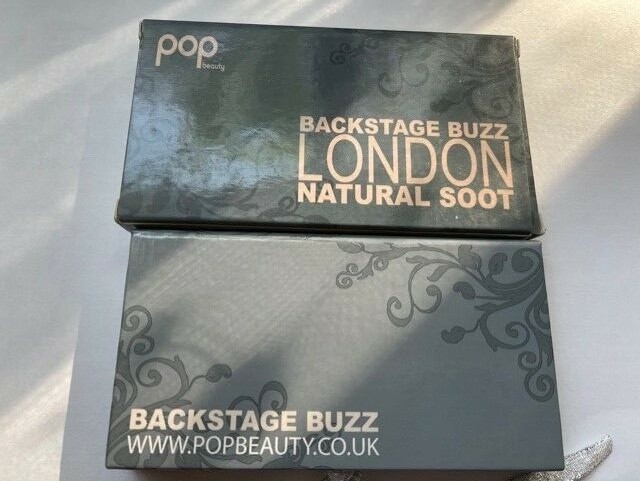 pop
beauty
BACKSTAGE BUZZ
LONDON
NATURAL SOOT
BACKSTAGE BUZZ
WWW.POPBEAUTY.CO.UK